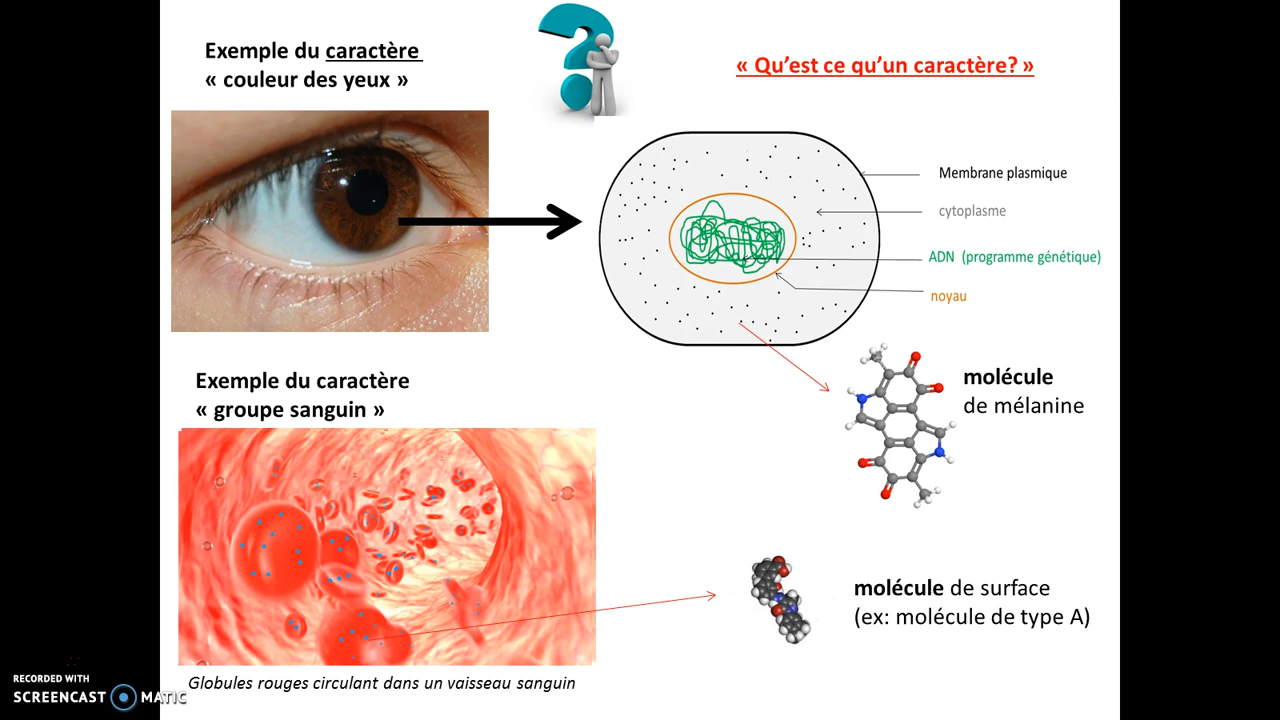 Exemple du caractère
« couleur des yeux »
« Qu’est ce qu’un caractère? »
Membrane plasmique
cytoplasme
ADN (programme génétique)
noyau
molécule
de mélanine
Exemple du caractère
« groupe sanguin »
molécule de surface
(ex: molécule de type A)
Globules rouges circulant dans un vaisseau sanguin
RECORDED WITH
SCREENCAST MATIC